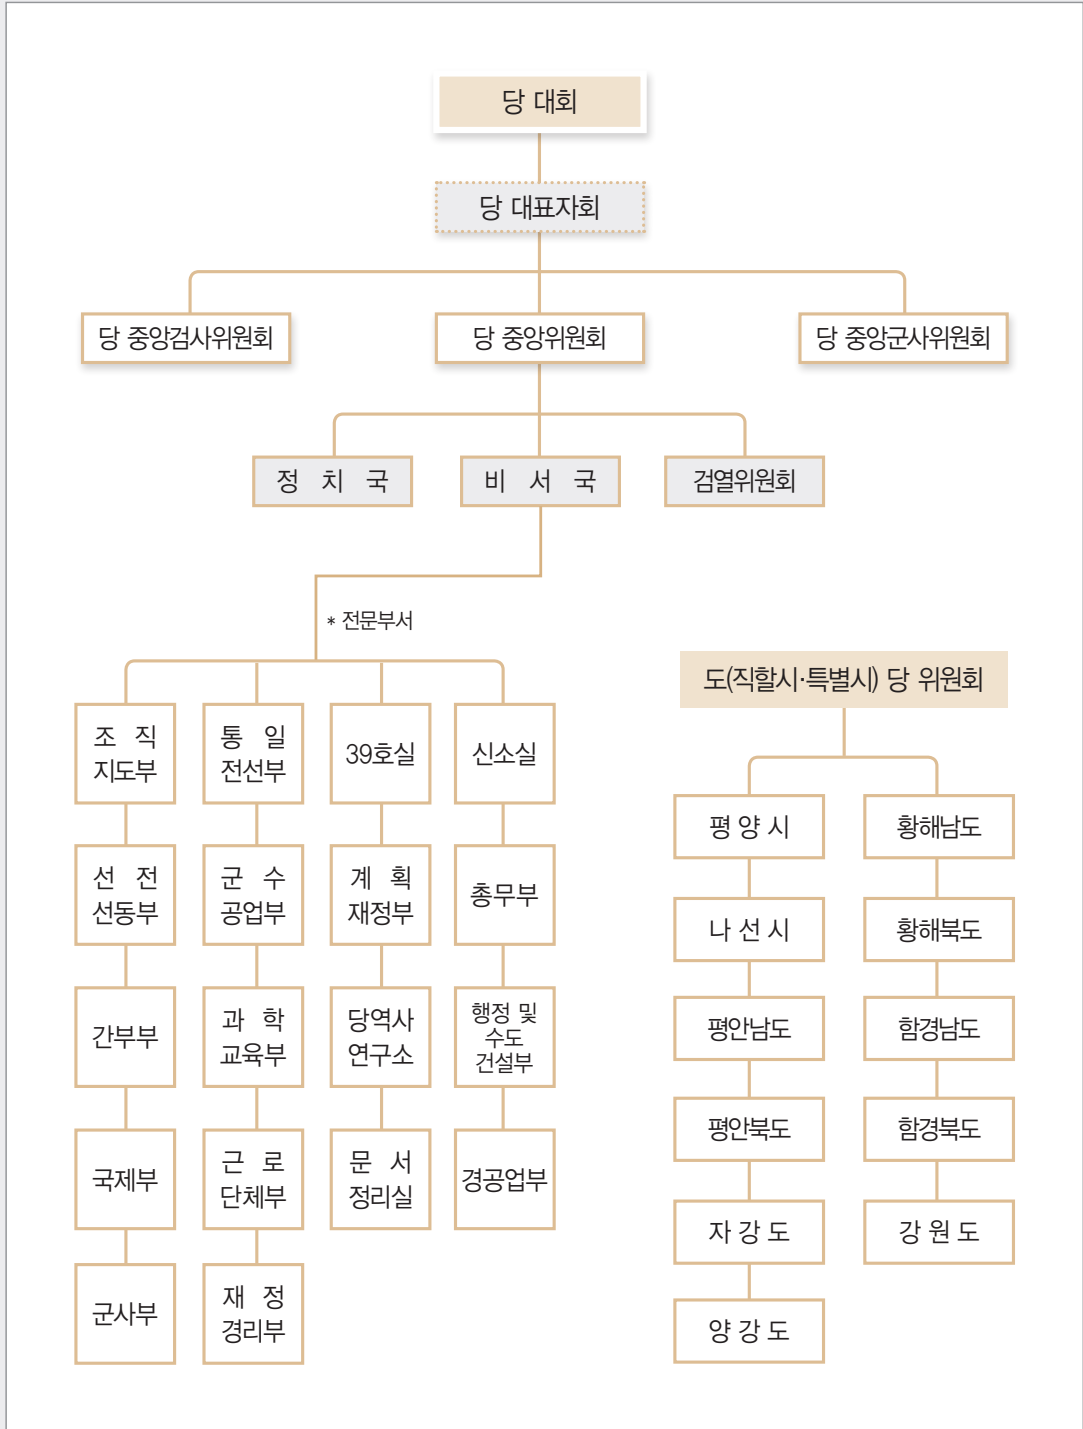 당 대회
당 대표자회
당 중앙검사위원회
당 중앙위원회
당 중앙군사위원회
정 치 국
비 서 국
검열위원회
* 전문부서
조 직
지도부
통 일
전선부
39호실
신소실
선 전
선동부
군 수
공업부
계 획
재정부
총무부
간부부
과 학
교육부
당역사
연구소
행정 및
수도
건설부
국제부
근 로
단체부
문 서
정리실
경공업부
군사부
재 정
경리부
도(직할시·특별시) 당 위원회
평 양 시
황해남도
나 선 시
황해북도
평안남도
함경남도
평안북도
함경북도
자 강 도
강 원 도
양 강 도